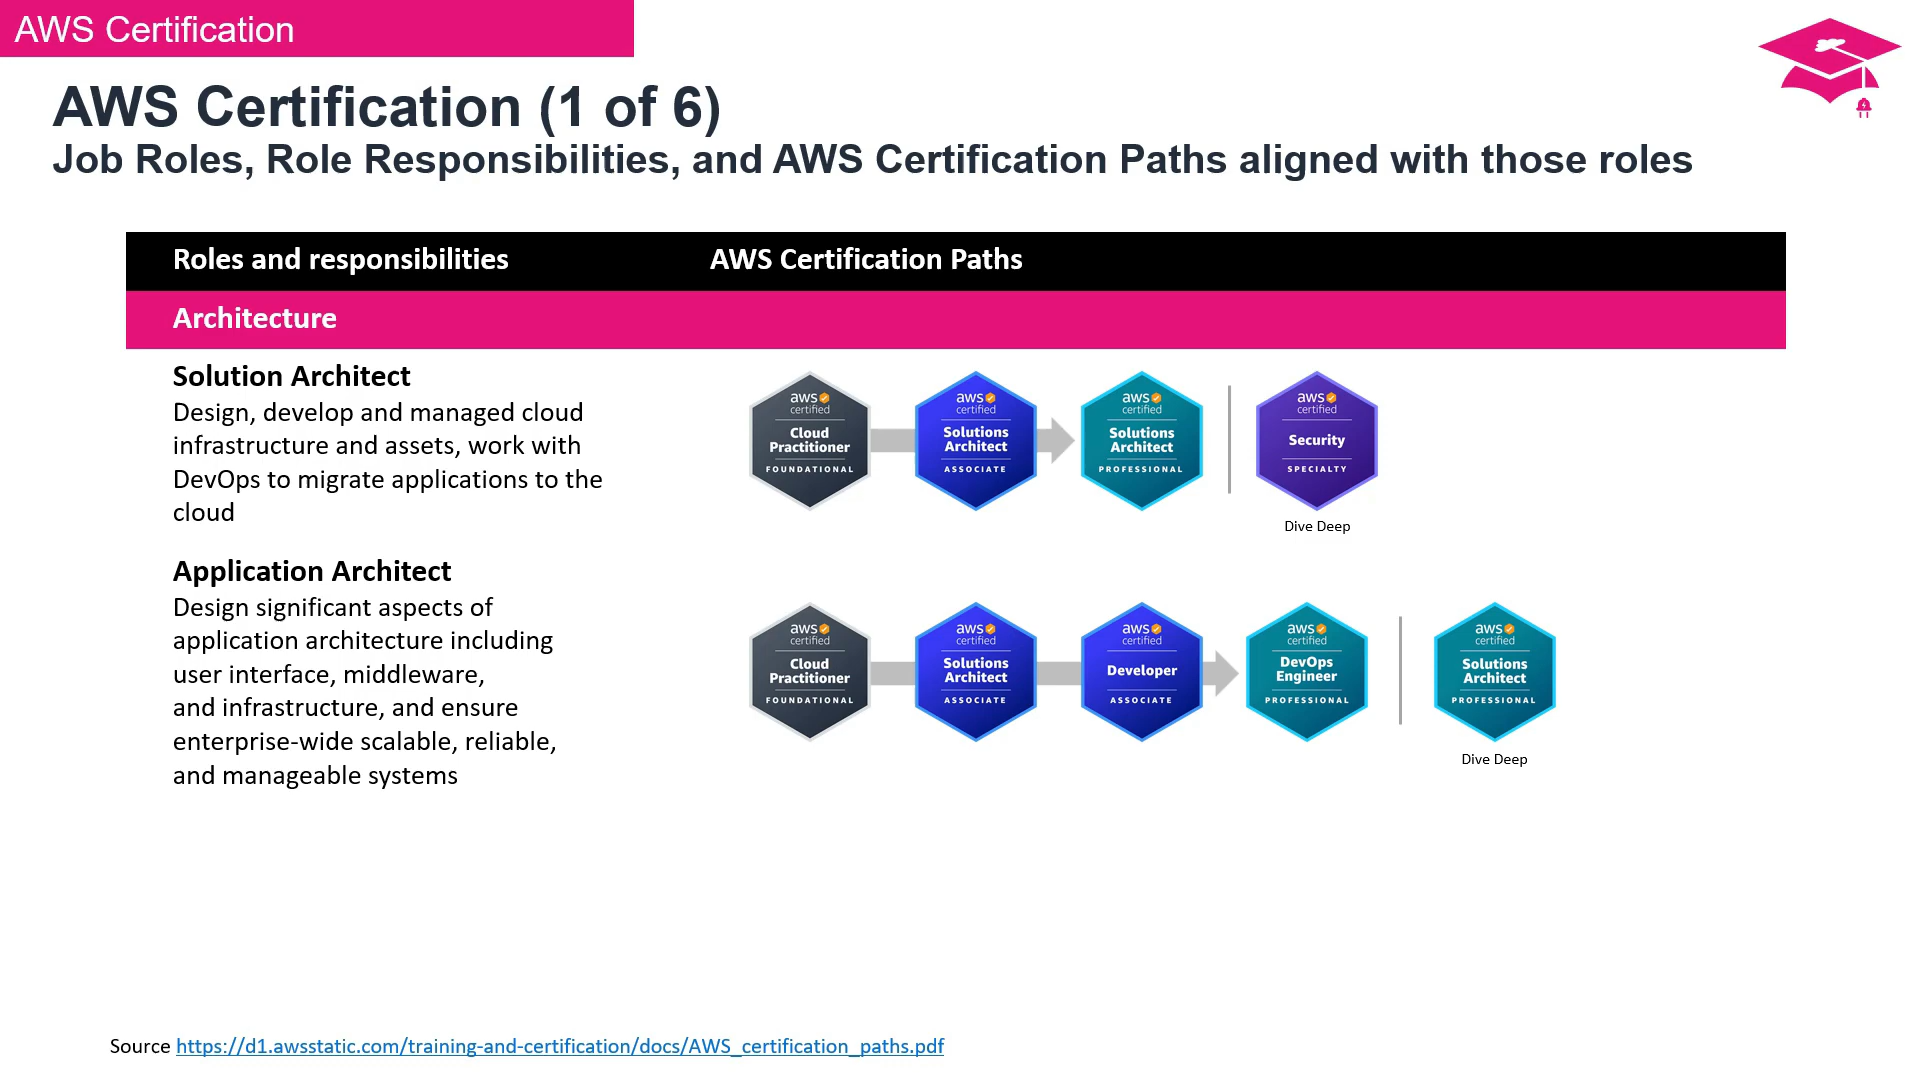 AWS Certification
AWS Certification (1 of 6)
Job Roles, Role Responsibilities, and AWS Certification Paths aligned with those roles
Roles and responsibilities
AWS Certification Paths
Architecture
Solution Architect
Design, develop and managed cloud
infrastructure and assets, work with
DevOps to migrate applications to the
cloud
aws
certified
Cloud
Practitioner
FOUNDATIONAL
aws
certified
Solutions
Architect
ASSOCIATE
aws
certified
Solutions
Architect
PROFESSIONAL
aws
certified
Security
SPECIALTY
Dive Deep
Application Architect
Design significant aspects of
application architecture including
user interface, middleware,
and infrastructure, and ensure
enterprise-wide scalable, reliable,
and manageable systems
aws
certified
Cloud
Practitioner
FOUNDATIONAL
aws
certified
Solutions
Architect
ASSOCIATE
aws
certified
Developer
ASSOCIATE
aws
certified
DevOps
Engineer
PROFESSIONAL
aws
certified
Solutions
Architect
PROFESSIONAL
Dive Deep
Source https://d1.awsstatic.com/training-and-certification/docs/AWS_certification_paths.pdf